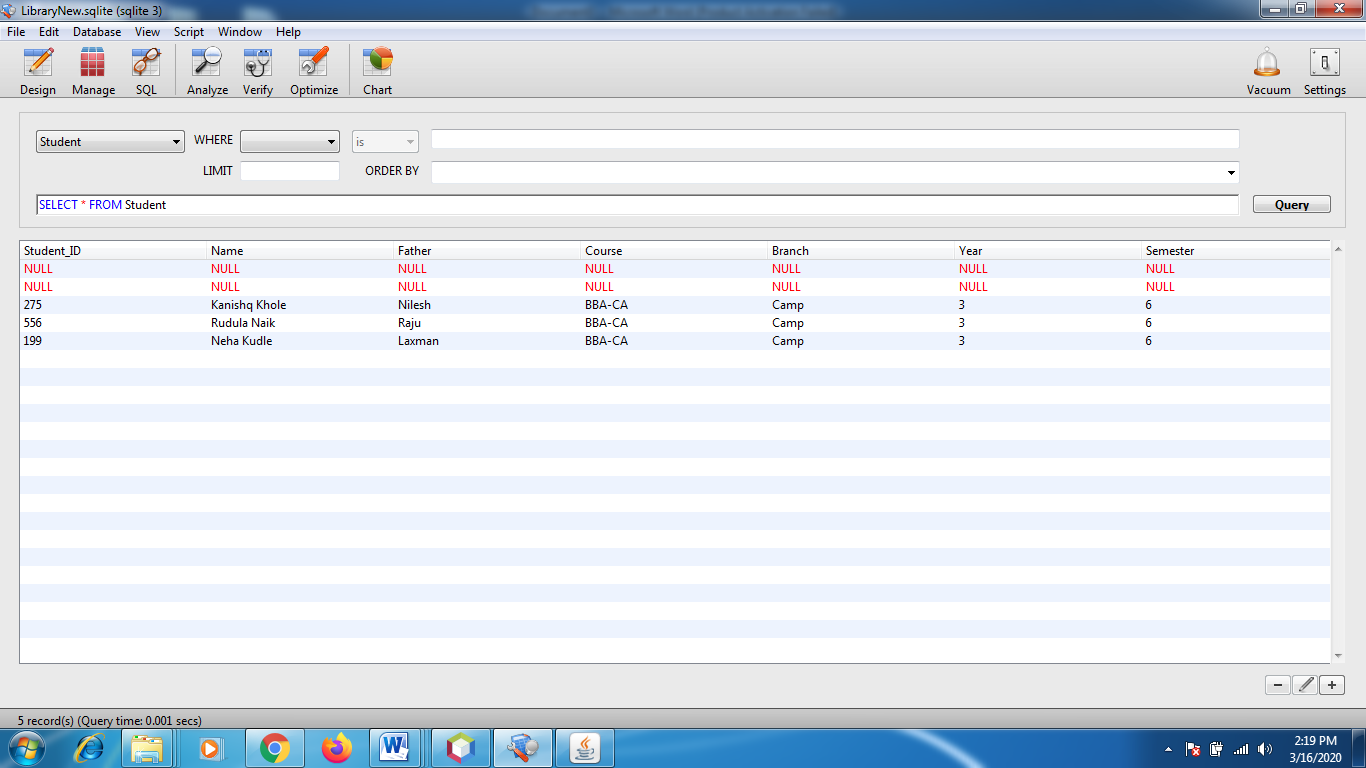 LibraryNew.sqlite (sqlite 3)
File Edit Database View Script Window Help
Design Manage SQL Analyze Verify Optimize Chart Vacuum Settings
Student WHERE is
LIMIT ORDER BY
SELECT * FROM Student Query
Student_ID Name Father Course Branch Year Semester
NULL NULL NULL NULL NULL NULL NULL
NULL NULL NULL NULL NULL NULL NULL
275 Kanishq Khole Nilesh BBA-CA Camp 3 6
556 Rudula Naik Raju BBA-CA Camp 3 6
199 Neha Kudle Laxman BBA-CA Camp 3 6
5 record(s) (Query time: 0.001 secs)
2:19 PM
3/16/2020